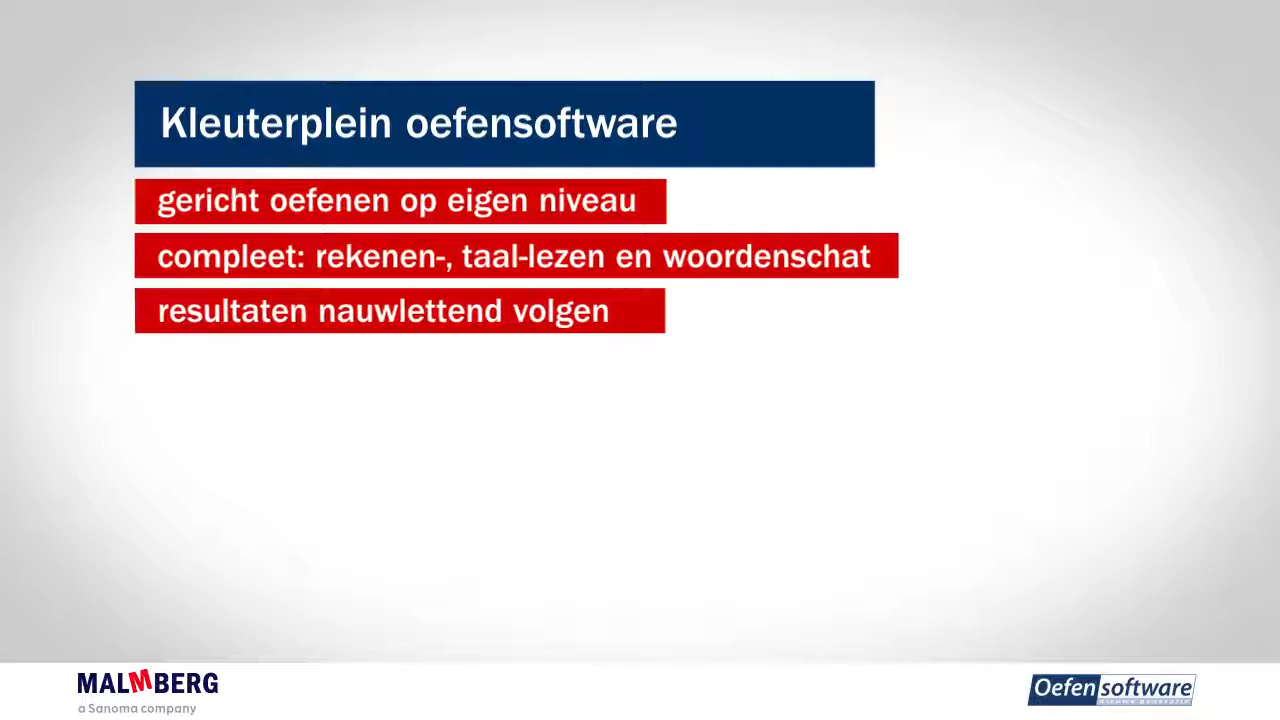 Kleuterplein oefensoftware
gericht oefenen op eigen niveau
compleet: rekenen-, taal-lezen en woordenschat
resultaten nauwlettend volgen
MALMBERG
a Sanoma company
Oefensoftware